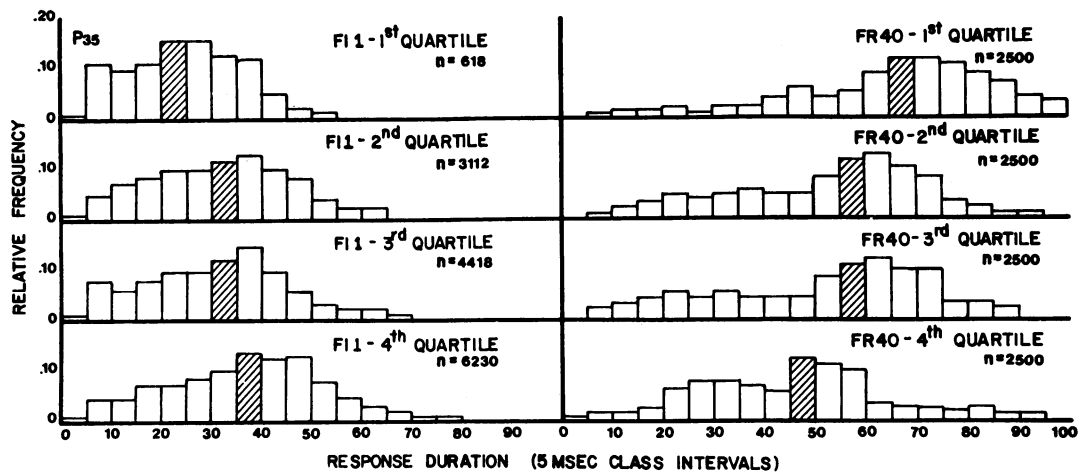 P35
FI 1 - 1st QUARTILE
n = 618
FR40 - 1st QUARTILE
n = 2500
FI 1 - 2nd QUARTILE
n = 3112
FR40 - 2nd QUARTILE
n = 2500
FI 1 - 3rd QUARTILE
n = 4418
FR40 - 3rd QUARTILE
n = 2500
FI 1 - 4th QUARTILE
n = 6230
FR40 - 4th QUARTILE
n = 2500
RELATIVE FREQUENCY
.20
.10
0
.10
0
.10
0
.10
0
0 10 20 30 40 50 60 70 80 90 0 10 20 30 40 50 60 70 80 90 100
RESPONSE DURATION (5 MSEC CLASS INTERVALS)